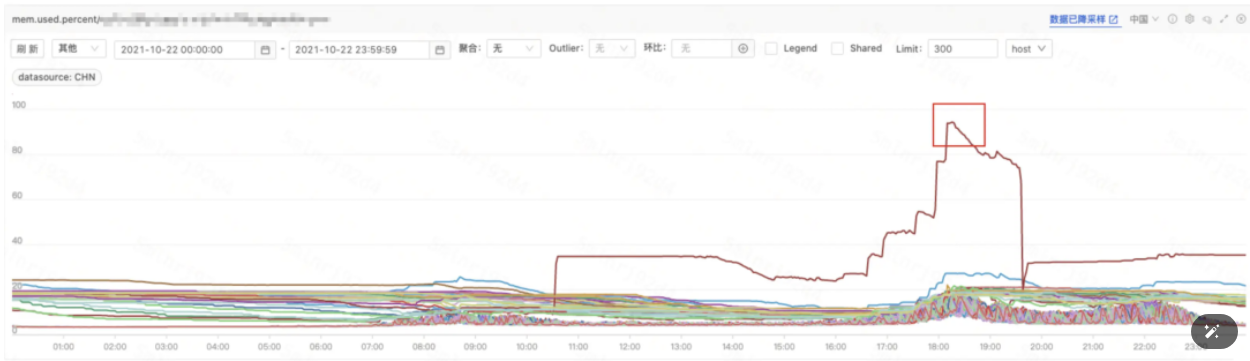 mem.used.percent/
数据已降采样 中国
刷新 其他 2021-10-22 00:00:00 - 2021-10-22 23:59:59 聚合: 无 Outlier: 无 环比: 无 Legend Shared Limit: 300 host
datasource: CHN
100
80
60
40
20
0
01:00 02:00 03:00 04:00 05:00 06:00 07:00 08:00 09:00 10:00 11:00 12:00 13:00 14:00 15:00 16:00 17:00 18:00 19:00 20:00 21:00 22:00